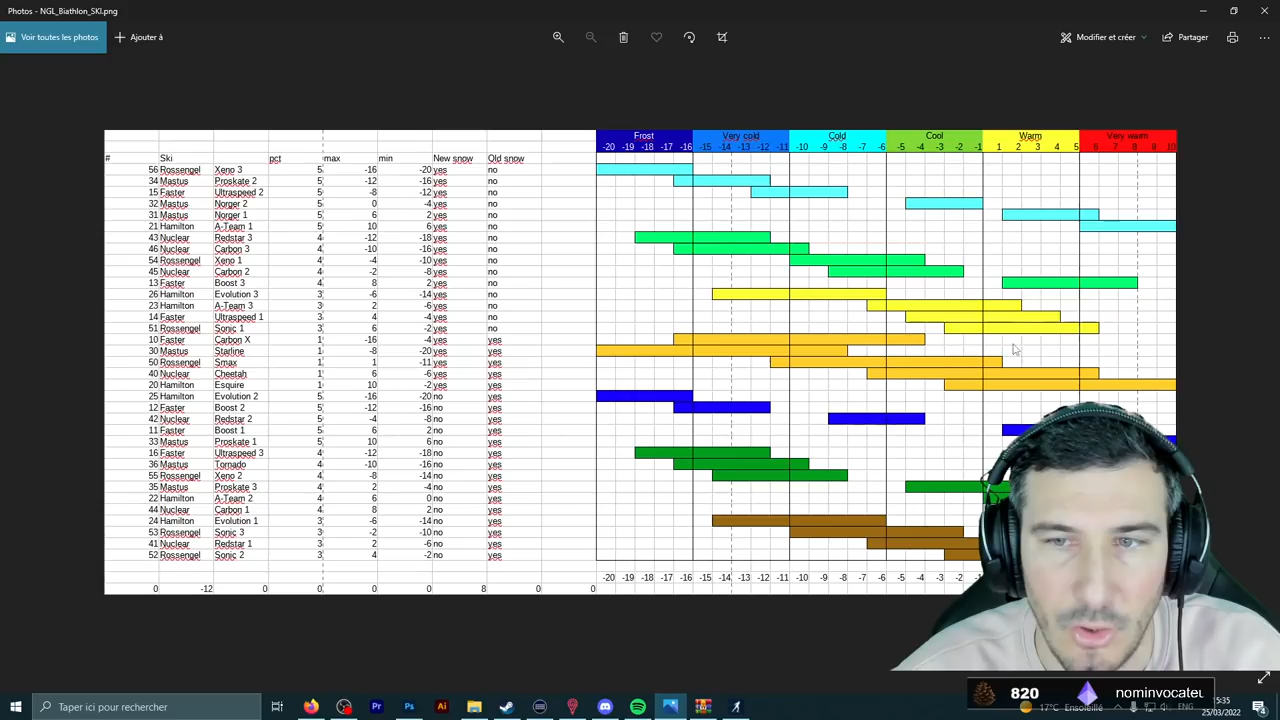 Photos - NGL_Biathlon_SKI.png
Voir toutes les photos
Ajouter à
Modifier et créer
Partager
Frost Very cold Cold Cool Warm Very warm
-20 -19 -18 -17 -16 -15 -14 -13 -12 -11 -10 -9 -8 -7 -6 -5 -4 -3 -2 -1 1 2 3 4 5 6 7 8 9 10
# Ski pct max min New snow Old snow
56 Rossengel Xeno 3 5 -16 -20 yes no
34 Mastus Proskate 2 5 -12 -16 yes no
15 Faster Ultraspeed 2 5 -8 -12 yes no
32 Mastus Norger 2 5 0 -4 yes no
31 Mastus Norger 1 5 6 2 yes no
21 Hamilton A-Team 1 5 10 6 yes no
43 Nuclear Redstar 3 4 -12 -18 yes no
46 Nuclear Carbon 3 4 -10 -16 yes no
54 Rossengel Xeno 1 4 -4 -10 yes no
45 Nuclear Carbon 2 4 -2 -8 yes no
13 Faster Boost 3 4 8 2 yes no
26 Hamilton Evolution 3 3 -6 -14 yes no
23 Hamilton A-Team 3 3 2 -6 yes no
14 Faster Ultraspeed 1 3 4 -4 yes no
51 Rossengel Sonic 1 3 6 -2 yes no
10 Faster Carbon X 1 -16 -4 yes yes
30 Mastus Starline 1 -8 -20 yes yes
50 Rossengel Smax 1 1 -11 yes yes
40 Nuclear Cheetah 1 6 -6 yes yes
20 Hamilton Esquire 1 10 -2 yes yes
25 Hamilton Evolution 2 5 -16 -20 no yes
12 Faster Boost 2 5 -12 -16 no yes
42 Nuclear Redstar 2 5 -4 -8 no yes
11 Faster Boost 1 5 6 2 no yes
33 Mastus Proskate 1 5 10 6 no yes
16 Faster Ultraspeed 3 4 -12 -18 no yes
36 Mastus Tornado 4 -10 -16 no yes
55 Rossengel Xeno 2 4 -8 -14 no yes
35 Mastus Proskate 3 4 2 -4 no yes
22 Hamilton A-Team 2 4 6 0 no yes
44 Nuclear Carbon 1 4 8 2 no yes
24 Hamilton Evolution 1 3 -6 -14 no yes
53 Rossengel Sonic 3 3 -2 -10 no yes
41 Nuclear Redstar 1 3 2 -6 no yes
52 Rossengel Sonic 2 3 4 -2 no yes
-20 -19 -18 -17 -16 -15 -14 -13 -12 -11 -10 -9 -8 -7 -6 -5 -4 -3 -2 -1
0 -12 0 0 0 8 0 0
820 nominvocateu
Taper ici pour rechercher
17°C Ensoleillé
ENG
15:35
25/03/2022